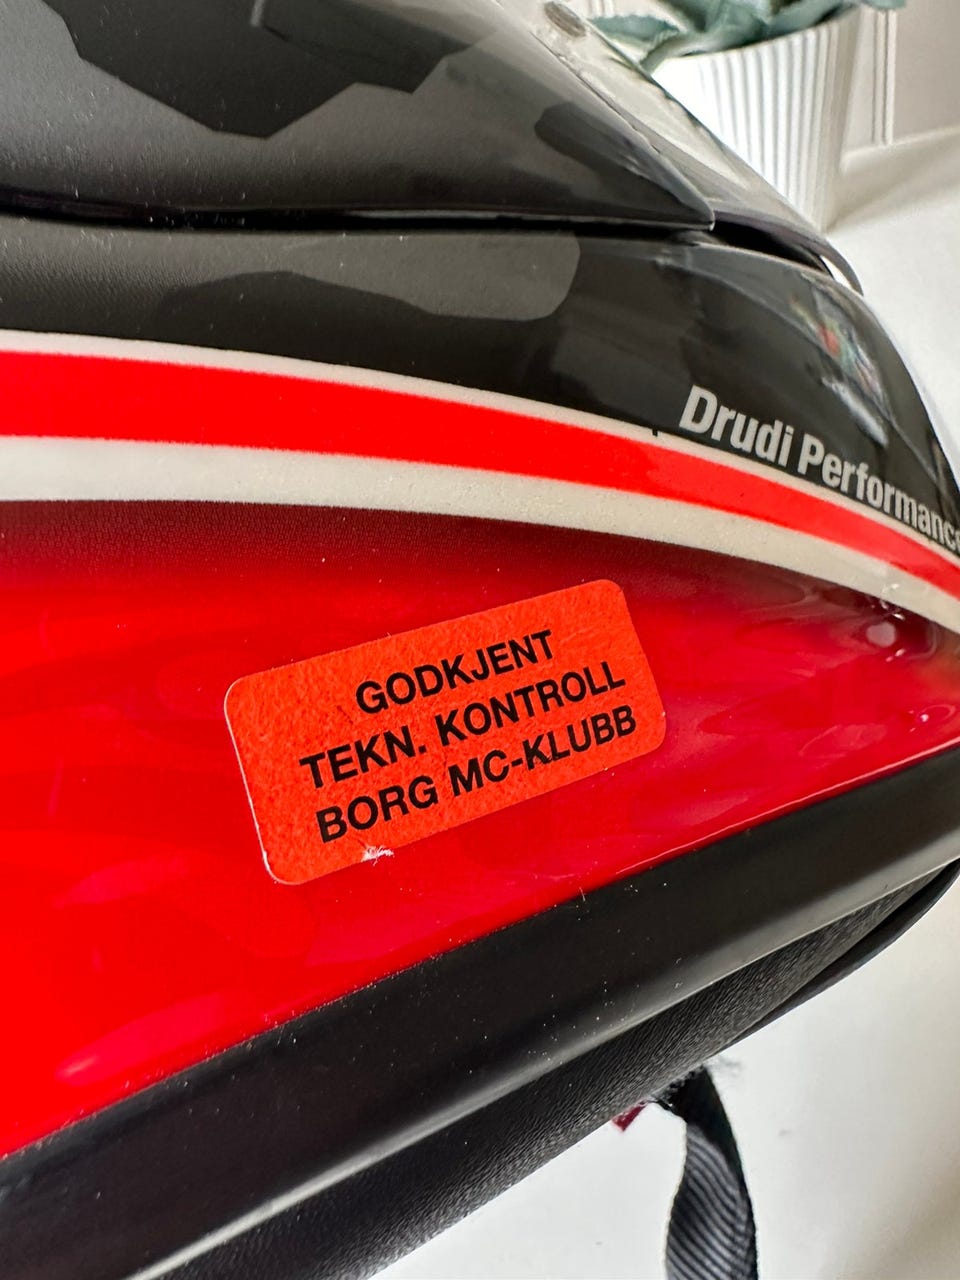 Drudi Performance
GODKJENT
TEKN. KONTROLL
BORG MC-KLUBB